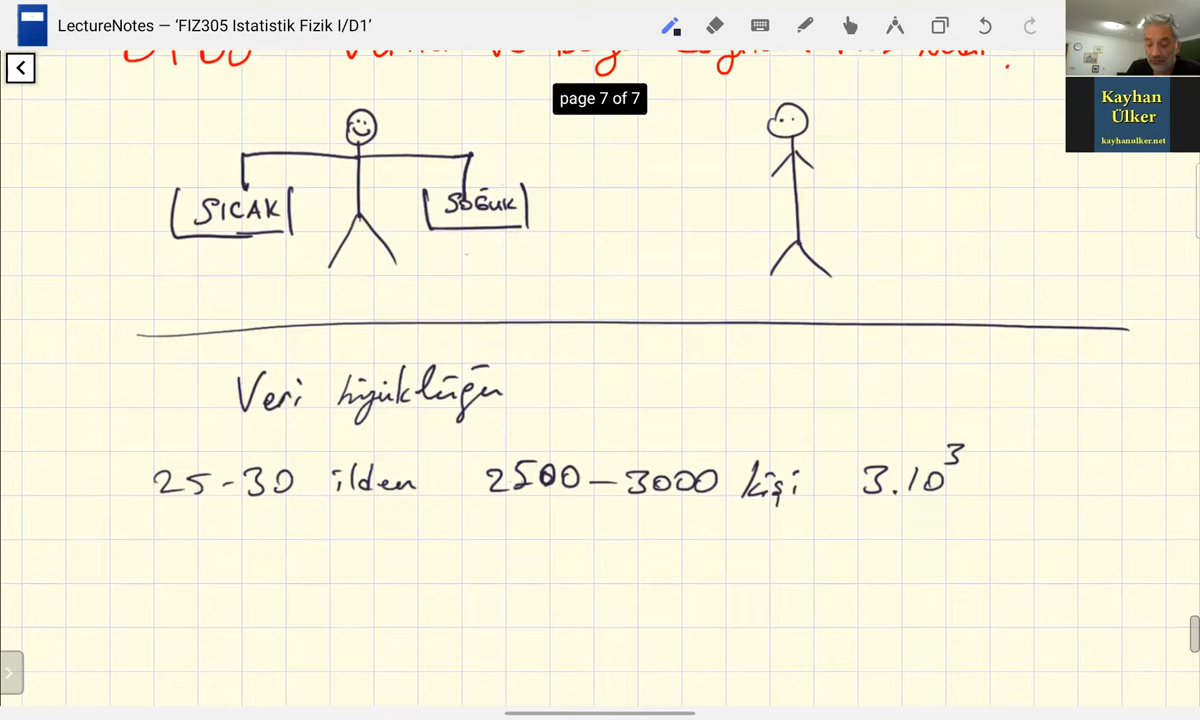 LectureNotes — ‘FIZ305 Istatistik Fizik I/D1’
page 7 of 7
Kayhan
Ülker
kayhanulker.net
SICAK
SOĞUK
Veri büyüklüğü
25-30 ilden 2500-3000 kişi 3.10³